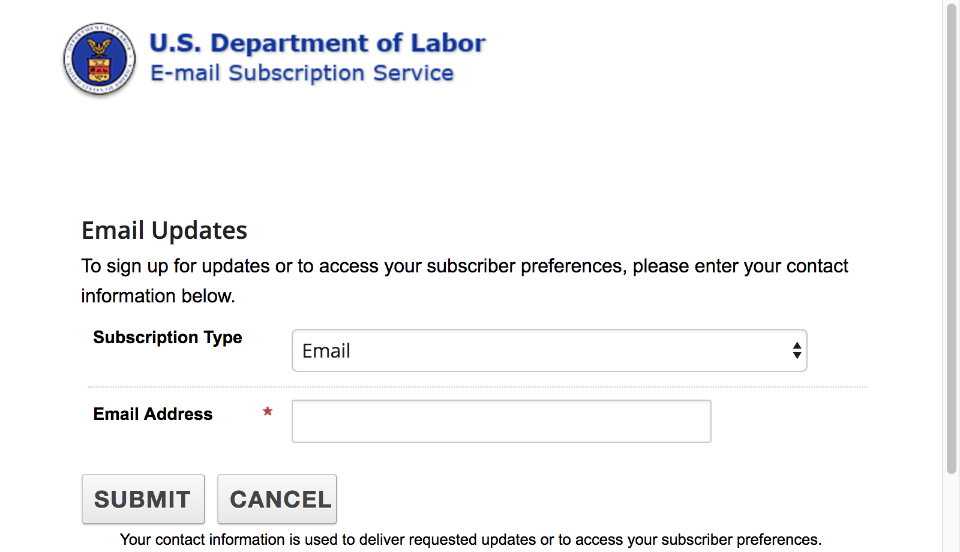 U.S. Department of Labor
E-mail Subscription Service
Email Updates
To sign up for updates or to access your subscriber preferences, please enter your contact
information below.
Subscription Type
Email
Email Address *
SUBMIT CANCEL
Your contact information is used to deliver requested updates or to access your subscriber preferences.